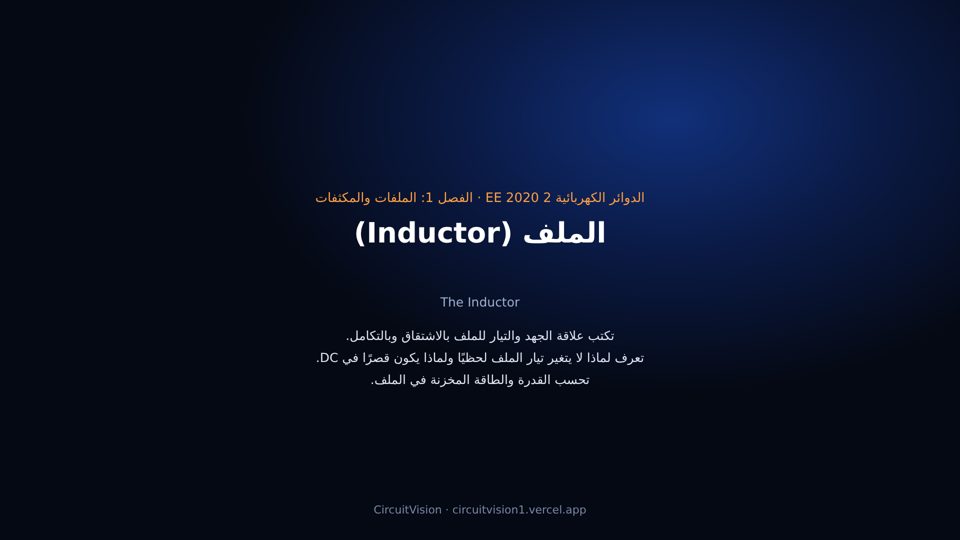 الدوائر الكهربائية 2 EE 2020 · الفصل 1: الملفات والمكثفات
الملف (Inductor)
The Inductor
تكتب علاقة الجهد والتيار للملف بالاشتقاق وبالتكامل.
تعرف لماذا لا يتغير تيار الملف لحظيًا ولماذا يكون قصرًا في DC.
تحسب القدرة والطاقة المخزنة في الملف.
CircuitVision · circuitvision1.vercel.app